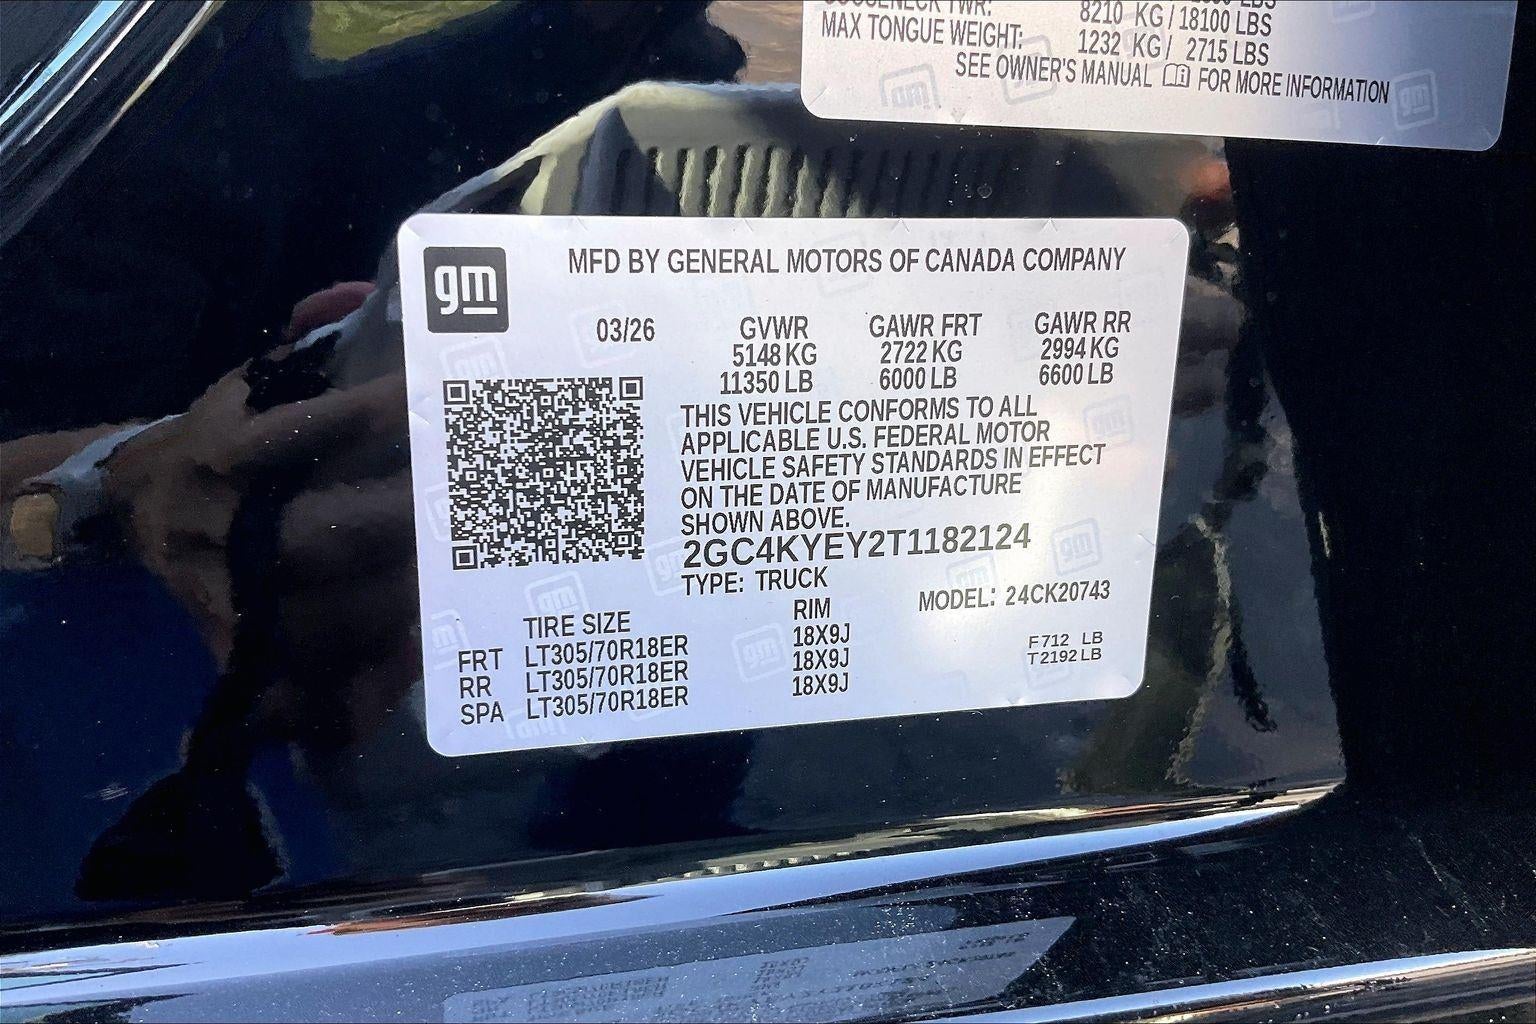 8210 KG / 18100 LBS
MAX TONGUE WEIGHT: 1232 KG / 2715 LBS
SEE OWNER'S MANUAL FOR MORE INFORMATION
gm
MFD BY GENERAL MOTORS OF CANADA COMPANY
03/26 GVWR GAWR FRT GAWR RR
5148 KG 2722 KG 2994 KG
11350 LB 6000 LB 6600 LB
THIS VEHICLE CONFORMS TO ALL
APPLICABLE U.S. FEDERAL MOTOR
VEHICLE SAFETY STANDARDS IN EFFECT
ON THE DATE OF MANUFACTURE
SHOWN ABOVE.
2GC4KYEY2T1182124
TYPE: TRUCK
MODEL: 24CK20743
TIRE SIZE RIM
FRT LT305/70R18ER 18X9J
RR LT305/70R18ER 18X9J
SPA LT305/70R18ER 18X9J
F712 LB
T2192 LB